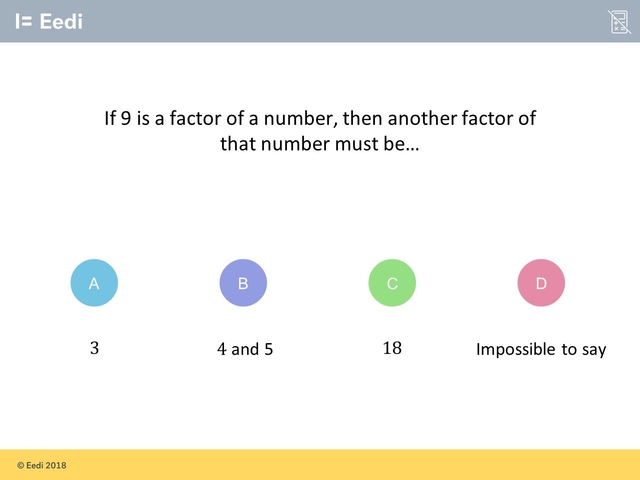 Eedi
If 9 is a factor of a number, then another factor of
that number must be...
A
B
C
D
3
4 and 5
18
Impossible to say
© Eedi 2018